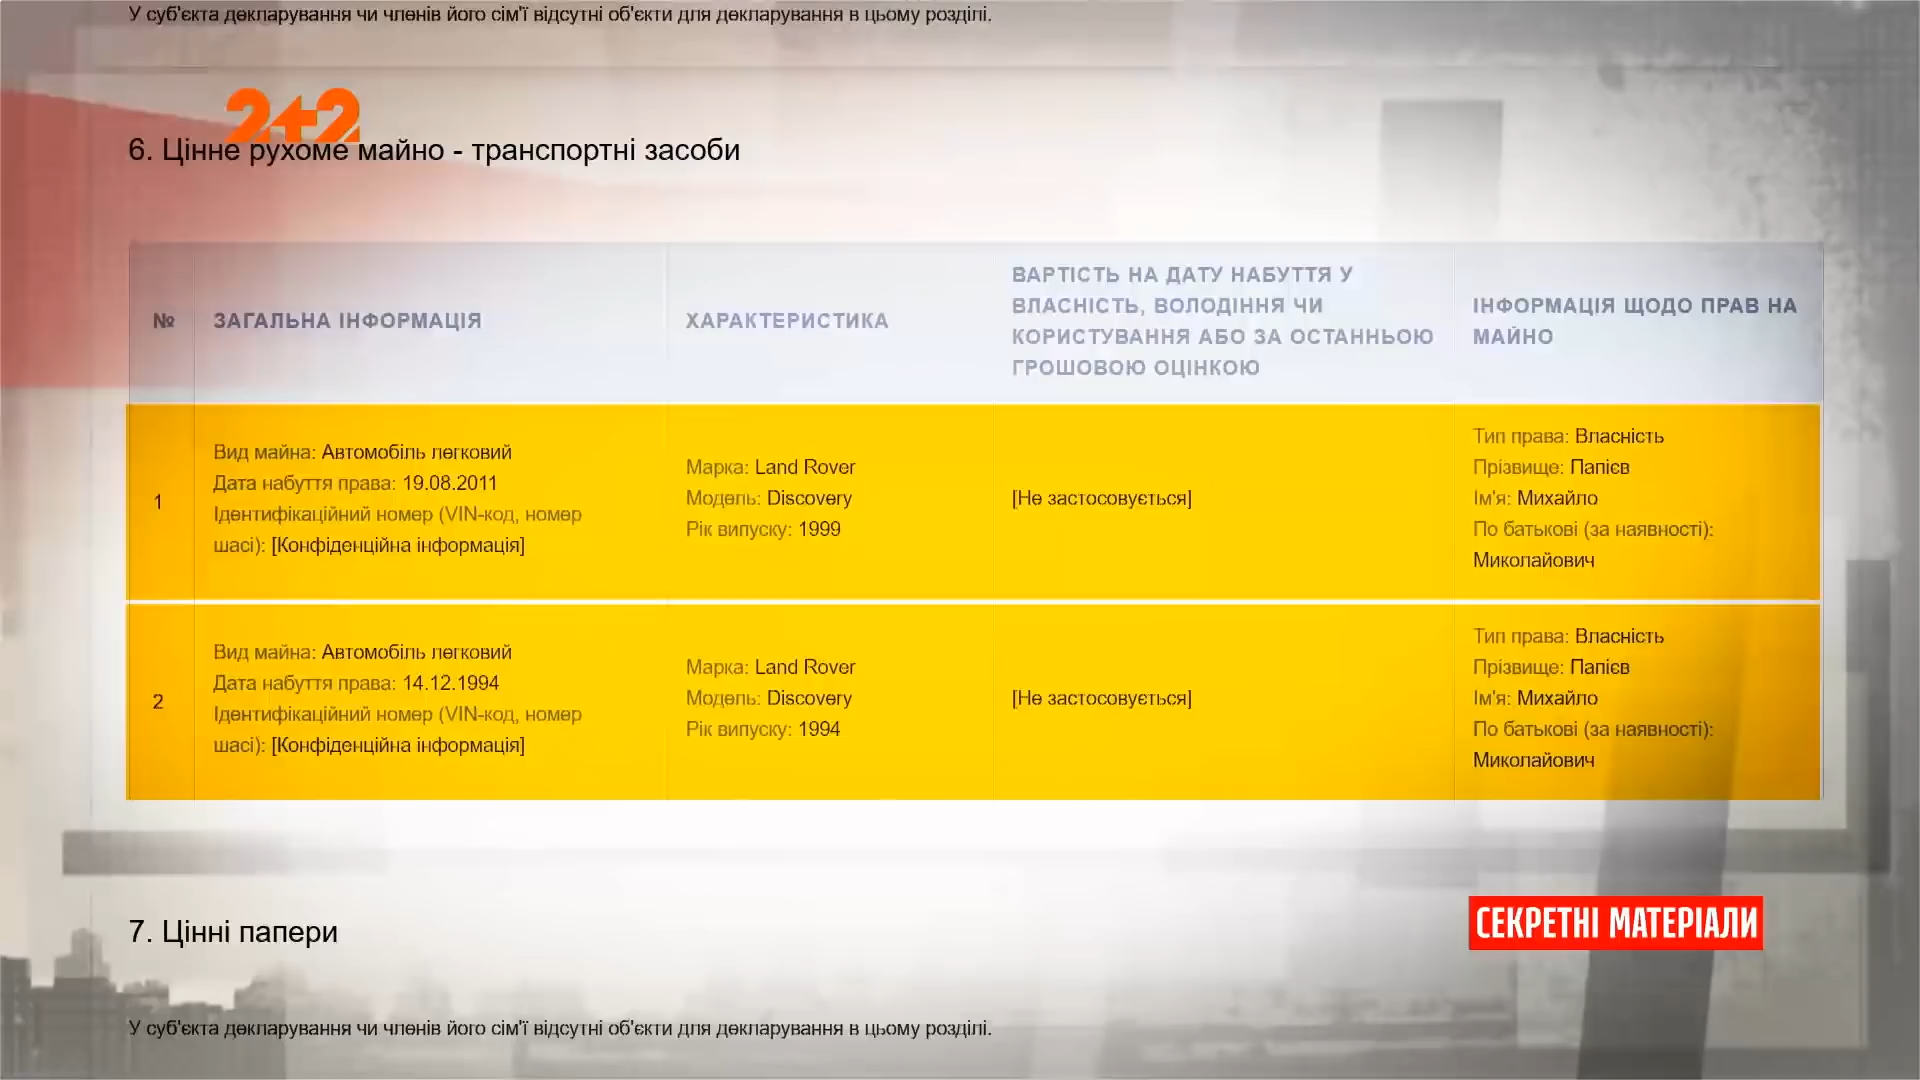 У суб'єкта декларування чи членів його сім'ї відсутні об'єкти для декларування в цьому розділі.
2+2
6. Цінне рухоме майно - транспортні засоби
№
ЗАГАЛЬНА ІНФОРМАЦІЯ
ХАРАКТЕРИСТИКА
ВАРТІСТЬ НА ДАТУ НАБУТТЯ У
ВЛАСНІСТЬ, ВОЛОДІННЯ ЧИ
КОРИСТУВАННЯ АБО ЗА ОСТАННЬОЮ
ГРОШОВОЮ ОЦІНКОЮ
ІНФОРМАЦІЯ ЩОДО ПРАВ НА
МАЙНО
1
Вид майна: Автомобіль легковий
Дата набуття права: 19.08.2011
Ідентифікаційний номер (VIN-код, номер
шасі): [Конфіденційна інформація]
Марка: Land Rover
Модель: Discovery
Рік випуску: 1999
[Не застосовується]
Тип права: Власність
Прізвище: Папієв
Ім'я: Михайло
По батькові (за наявності):
Миколайович
2
Вид майна: Автомобіль легковий
Дата набуття права: 14.12.1994
Ідентифікаційний номер (VIN-код, номер
шасі): [Конфіденційна інформація]
Марка: Land Rover
Модель: Discovery
Рік випуску: 1994
[Не застосовується]
Тип права: Власність
Прізвище: Папієв
Ім'я: Михайло
По батькові (за наявності):
Миколайович
7. Цінні папери
СЕКРЕТНІ МАТЕРІАЛИ
У суб'єкта декларування чи членів його сім'ї відсутні об'єкти для декларування в цьому розділі.